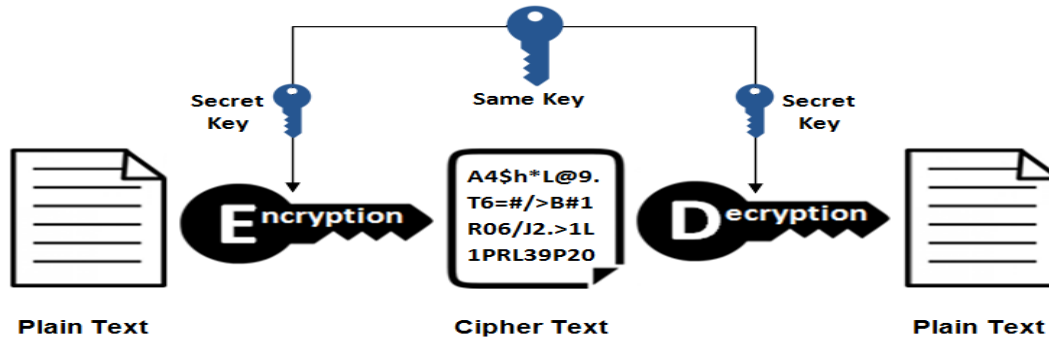 Same Key
Secret
Key
Secret
Key
Encryption
A4$h*L@9.
T6=#/>B#1
R06/J2.>1L
1PRL39P20
Decryption
Plain Text
Cipher Text
Plain Text